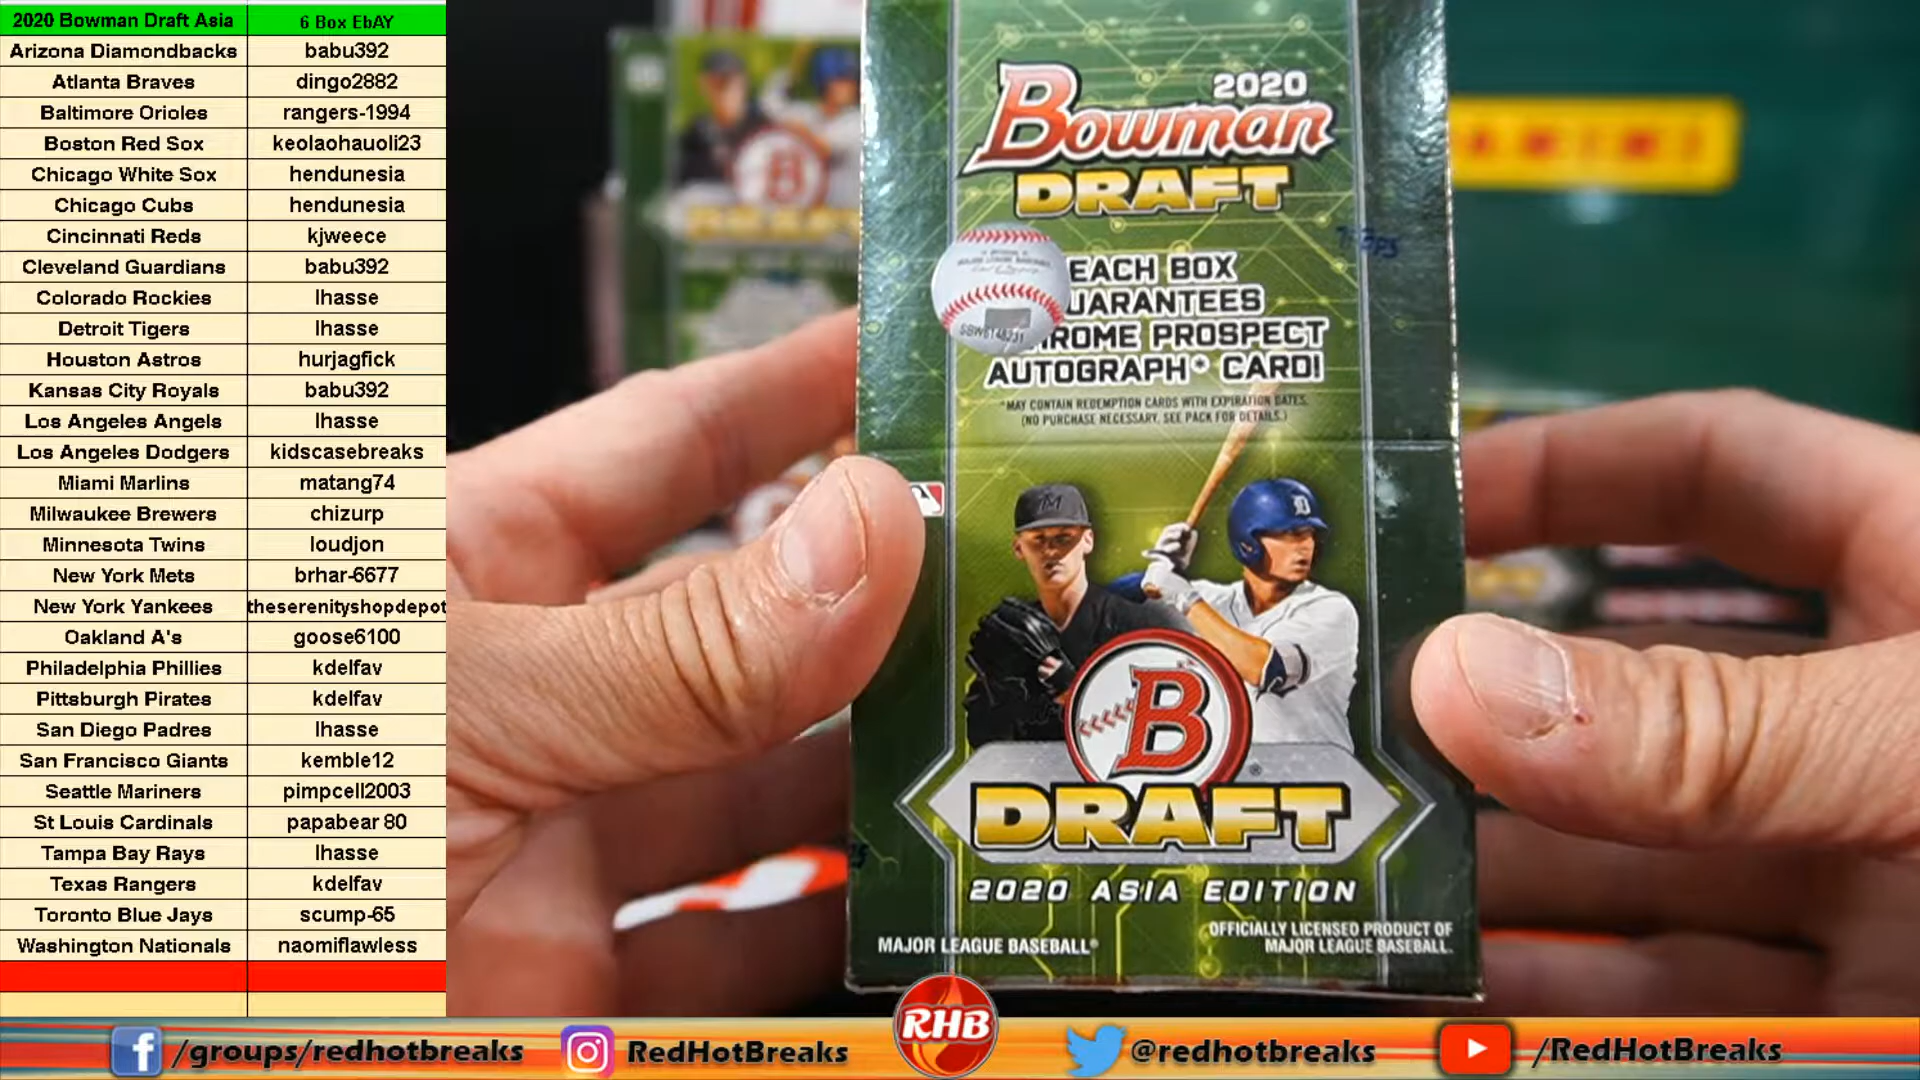 2020 Bowman Draft Asia 6 Box EbAY
Arizona Diamondbacks babu392
Atlanta Braves dingo2882
Baltimore Orioles rangers-1994
Boston Red Sox keolaohauoli23
Chicago White Sox hendunesia
Chicago Cubs hendunesia
Cincinnati Reds kjweece
Cleveland Guardians babu392
Colorado Rockies lhasse
Detroit Tigers lhasse
Houston Astros hurjagfick
Kansas City Royals babu392
Los Angeles Angels lhasse
Los Angeles Dodgers kidscasebreaks
Miami Marlins matang74
Milwaukee Brewers chizurp
Minnesota Twins loudjon
New York Mets brhar-6677
New York Yankees theserenityshopdepot
Oakland A's goose6100
Philadelphia Phillies kdelfav
Pittsburgh Pirates kdelfav
San Diego Padres lhasse
San Francisco Giants kemble12
Seattle Mariners pimpcell2003
St Louis Cardinals papabear 80
Tampa Bay Rays lhasse
Texas Rangers kdelfav
Toronto Blue Jays scump-65
Washington Nationals naomiflawless
2020
Bowman
DRAFT
EACH BOX
UARANTEES
ROME PROSPECT
AUTOGRAPH* CARD!
*MAY CONTAIN REDEMPTION CARDS WITH EXPIRATION DATES.
(NO PURCHASE NECESSARY. SEE PACK FOR DETAILS.)
B
DRAFT
2020 ASIA EDITION
MAJOR LEAGUE BASEBALL®
OFFICIALLY LICENSED PRODUCT OF
MAJOR LEAGUE BASEBALL.
/groups/redhotbreaks
RedHotBreaks
RHB
@redhotbreaks
/RedHotBreaks